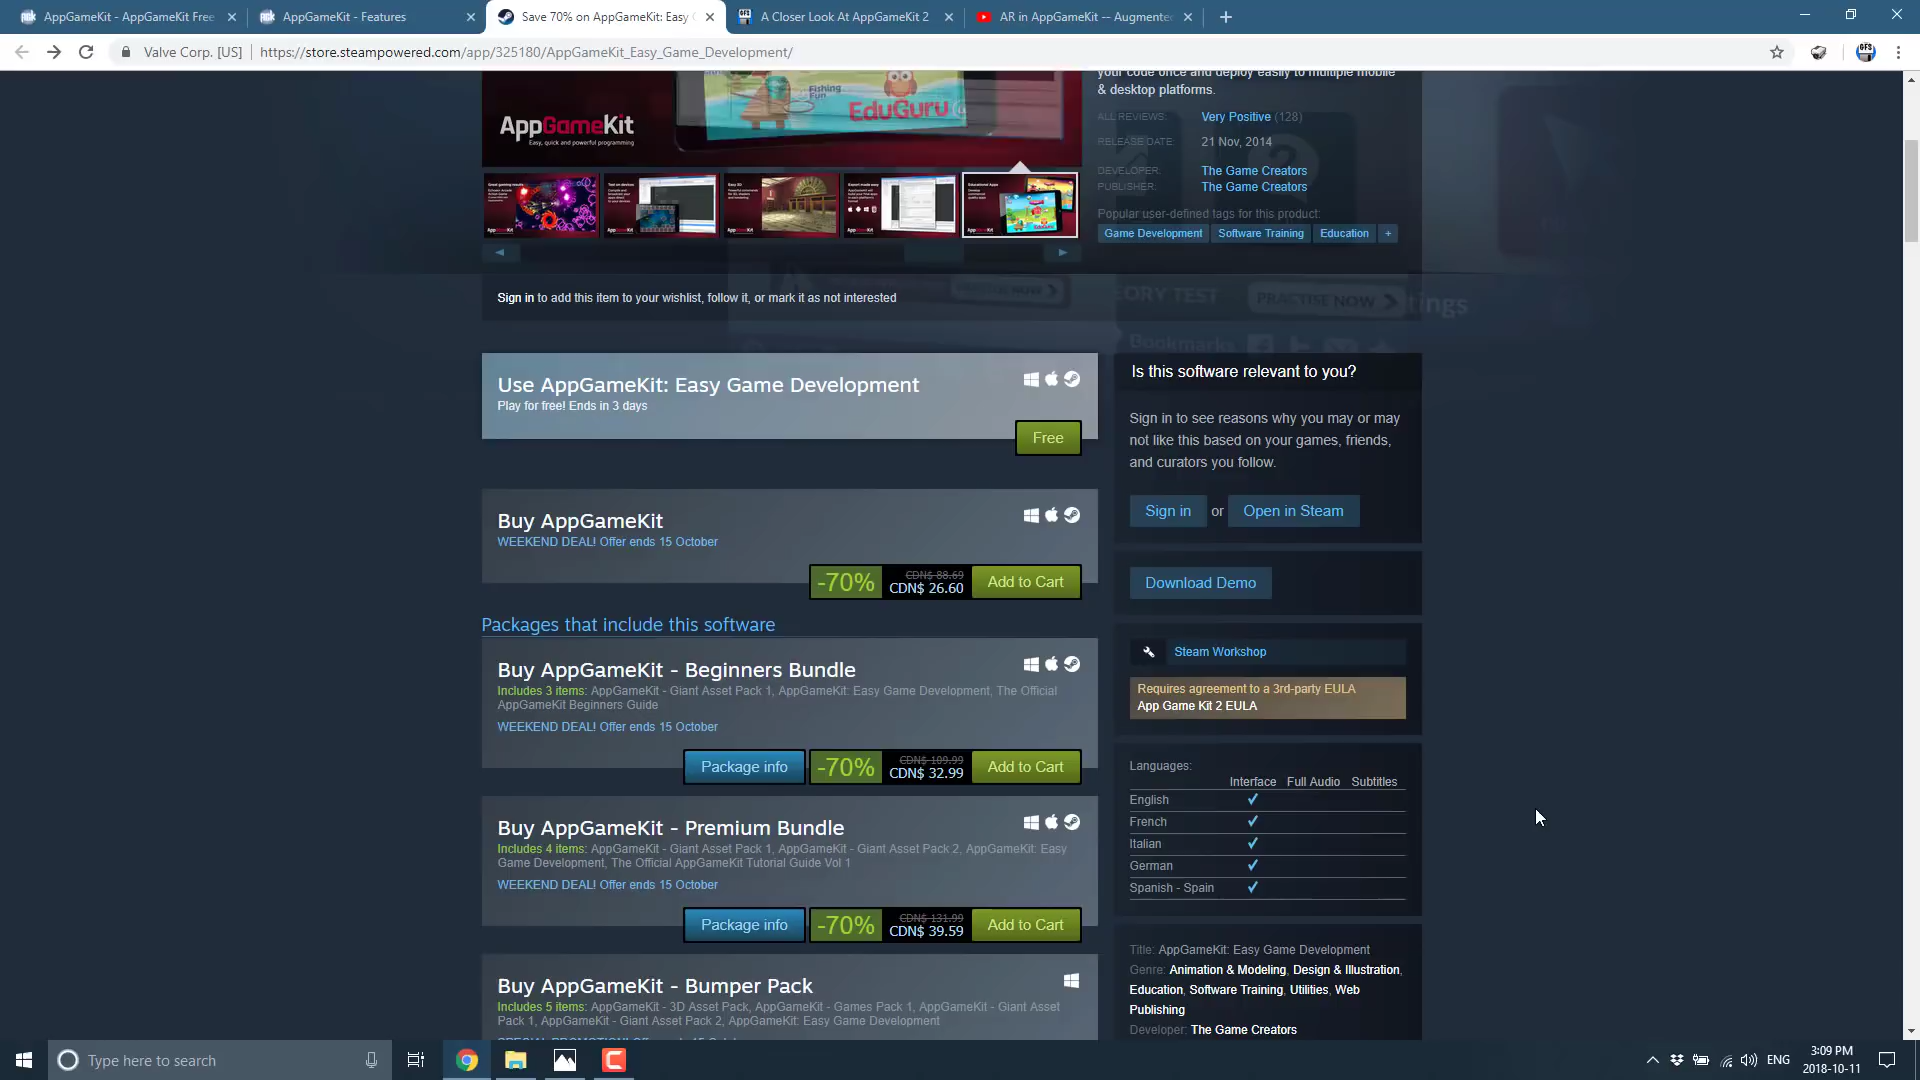 AppGameKit - AppGameKit Free
AppGameKit - Features
Save 70% on AppGameKit: Easy
A Closer Look At AppGameKit 2
AR in AppGameKit -- Augmente
Valve Corp. [US]
https://store.steampowered.com/app/325180/AppGameKit_Easy_Game_Development/
your code once and deploy easily to multiple mobile
& desktop platforms.
Fishing
Fun
EduGuru
AppGameKit
Easy, quick and powerful programming
ALL REVIEWS: Very Positive (128)
RELEASE DATE: 21 Nov, 2014
DEVELOPER: The Game Creators
PUBLISHER: The Game Creators
Popular user-defined tags for this product:
Game Development Software Training Education +
Sign in to add this item to your wishlist, follow it, or mark it as not interested
EORY TEST
PRACTISE NOW
tings
Bookmarks
Use AppGameKit: Easy Game Development
Play for free! Ends in 3 days
Free
Buy AppGameKit
WEEKEND DEAL! Offer ends 15 October
-70% CDN$ 88.69 CDN$ 26.60 Add to Cart
Packages that include this software
Buy AppGameKit - Beginners Bundle
Includes 3 items: AppGameKit - Giant Asset Pack 1, AppGameKit: Easy Game Development, The Official
AppGameKit Beginners Guide
WEEKEND DEAL! Offer ends 15 October
Package info -70% CDN$ 109.99 CDN$ 32.99 Add to Cart
Buy AppGameKit - Premium Bundle
Includes 4 items: AppGameKit - Giant Asset Pack 1, AppGameKit - Giant Asset Pack 2, AppGameKit: Easy
Game Development, The Official AppGameKit Tutorial Guide Vol 1
WEEKEND DEAL! Offer ends 15 October
Package info -70% CDN$ 131.99 CDN$ 39.59 Add to Cart
Buy AppGameKit - Bumper Pack
Includes 5 items: AppGameKit - 3D Asset Pack, AppGameKit - Games Pack 1, AppGameKit - Giant Asset
Pack 1, AppGameKit - Giant Asset Pack 2, AppGameKit: Easy Game Development
Is this software relevant to you?
Sign in to see reasons why you may or may
not like this based on your games, friends,
and curators you follow.
Sign in or Open in Steam
Download Demo
Steam Workshop
Requires agreement to a 3rd-party EULA
App Game Kit 2 EULA
Languages:
Interface Full Audio Subtitles
English ✔
French ✔
Italian ✔
German ✔
Spanish - Spain ✔
Title: AppGameKit: Easy Game Development
Genre: Animation & Modeling, Design & Illustration,
Education, Software Training, Utilities, Web
Publishing
Developer: The Game Creators
Type here to search
ENG
3:09 PM
2018-10-11